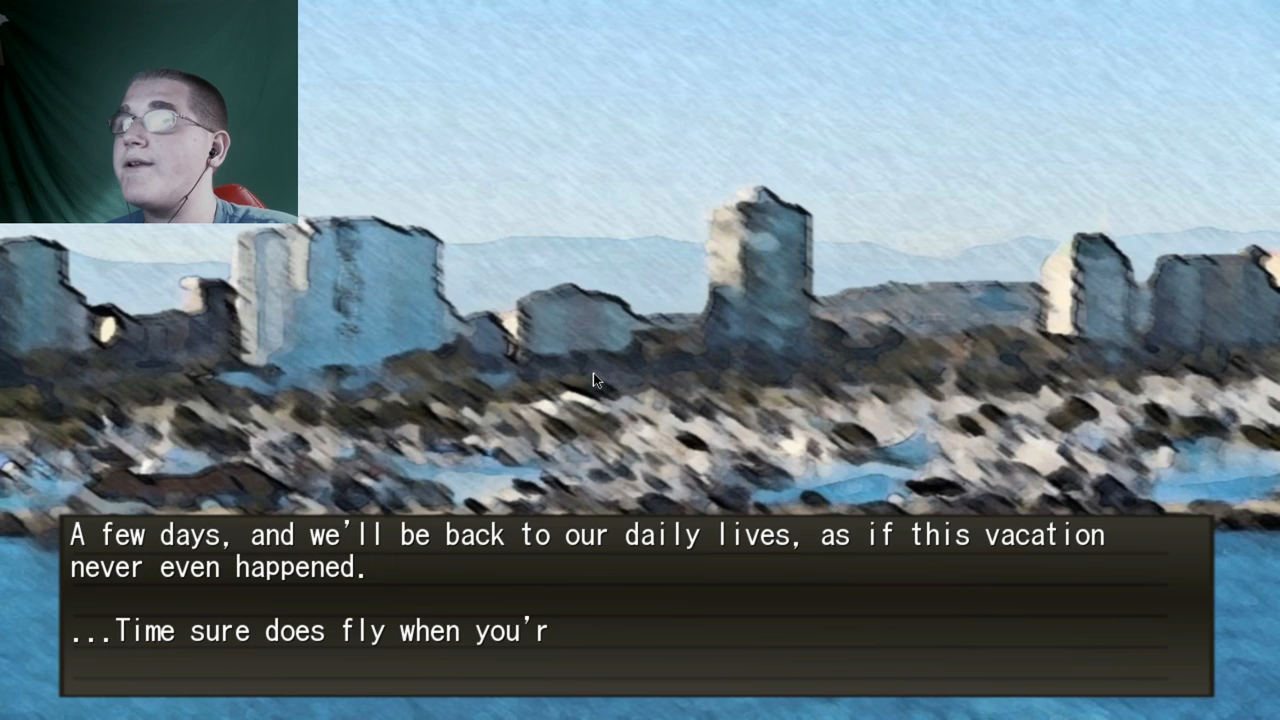 A few days, and we'll be back to our daily lives, as if this vacation
never even happened.
...Time sure does fly when you'r